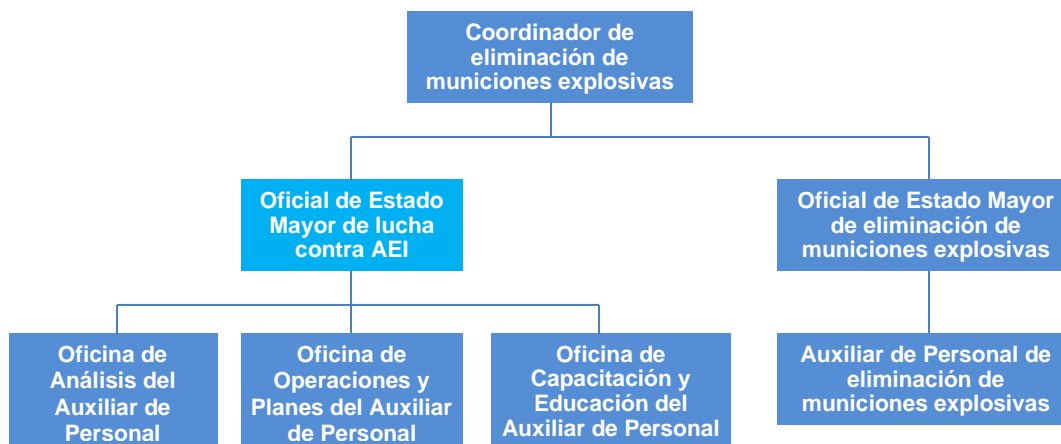 Coordinador de
eliminación de
municiones explosivas
Oficial de Estado
Mayor de lucha
contra AEI
Oficial de Estado Mayor
de eliminación de
municiones explosivas
Oficina de
Análisis del
Auxiliar de
Personal
Oficina de
Operaciones y
Planes del Auxiliar
de Personal
Oficina de
Capacitación y
Educación del
Auxiliar de Personal
Auxiliar de Personal de
eliminación de
municiones explosivas